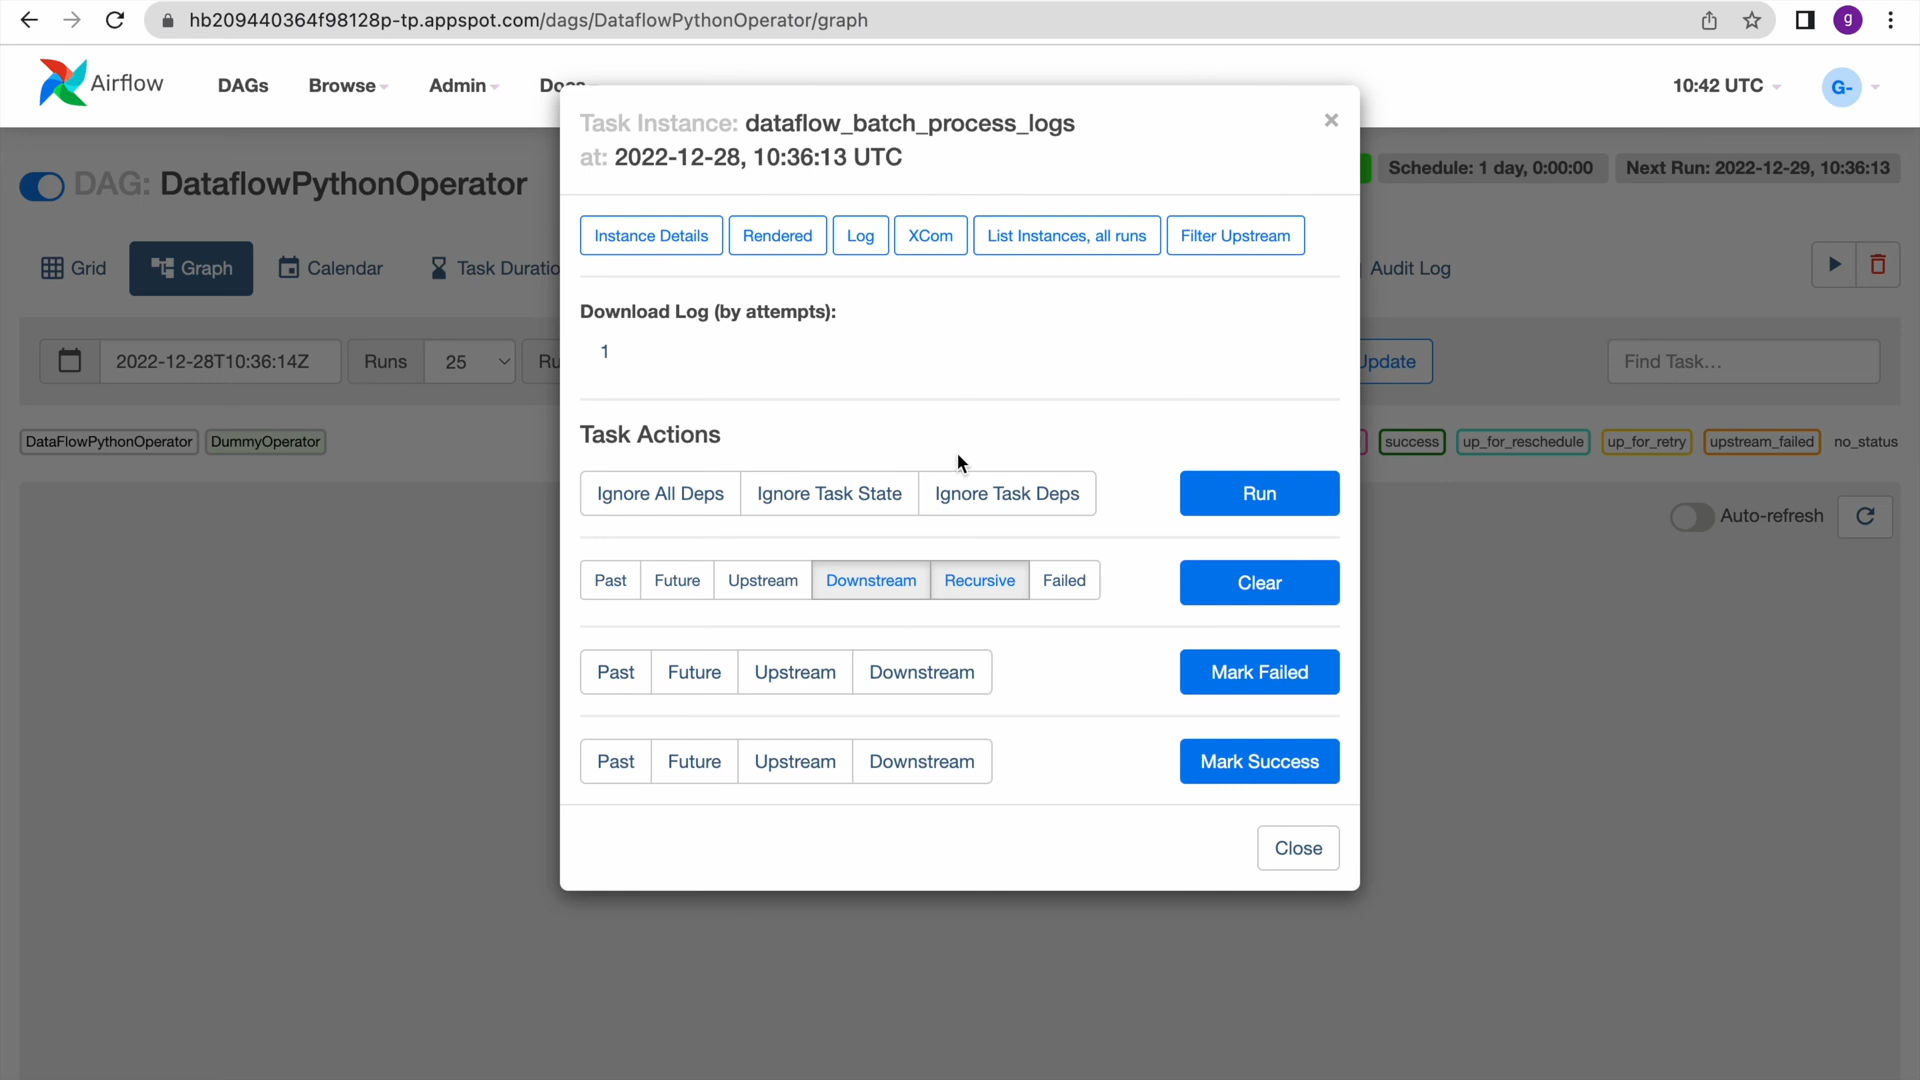 hb209440364f98128p-tp.appspot.com/dags/DataflowPythonOperator/graph
g
Airflow
DAGs
Browse
Admin
Docs
10:42 UTC
G-
Task Instance: dataflow_batch_process_logs
at: 2022-12-28, 10:36:13 UTC
×
DAG: DataflowPythonOperator
Schedule: 1 day, 0:00:00
Next Run: 2022-12-29, 10:36:13
Instance Details
Rendered
Log
XCom
List Instances, all runs
Filter Upstream
Grid
Graph
Calendar
Task Duratio
Audit Log
Download Log (by attempts):
1
2022-12-28T10:36:14Z
Runs
25
Ru
Update
Find Task…
DataFlowPythonOperator
DummyOperator
success
up_for_reschedule
up_for_retry
upstream_failed
no_status
Task Actions
Ignore All Deps
Ignore Task State
Ignore Task Deps
Run
Auto-refresh
Past
Future
Upstream
Downstream
Recursive
Failed
Clear
Past
Future
Upstream
Downstream
Mark Failed
Past
Future
Upstream
Downstream
Mark Success
Close